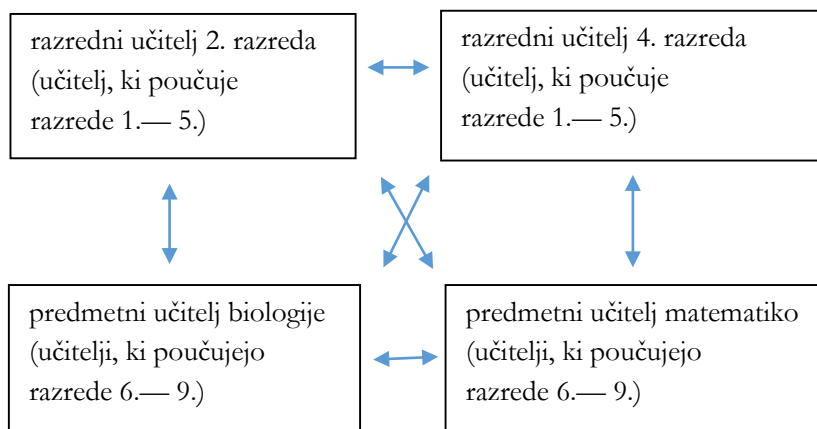 razredni učitelj 2. razreda
(učitelj, ki poučuje
razrede 1.— 5.)
razredni učitelj 4. razreda
(učitelj, ki poučuje
razrede 1.— 5.)
predmetni učitelj biologije
(učitelji, ki poučujejo
razrede 6.— 9.)
predmetni učitelj matematiko
(učitelji, ki poučujejo
razrede 6.— 9.)